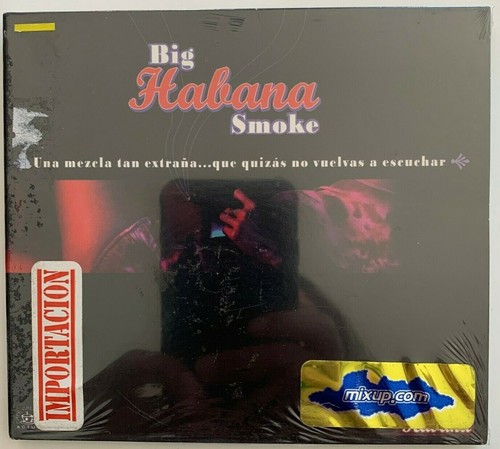 Big
Habana
Smoke
Una mezcla tan extraña...que quizás no vuelvas a escuchar
IMPORTACION
mixup.com